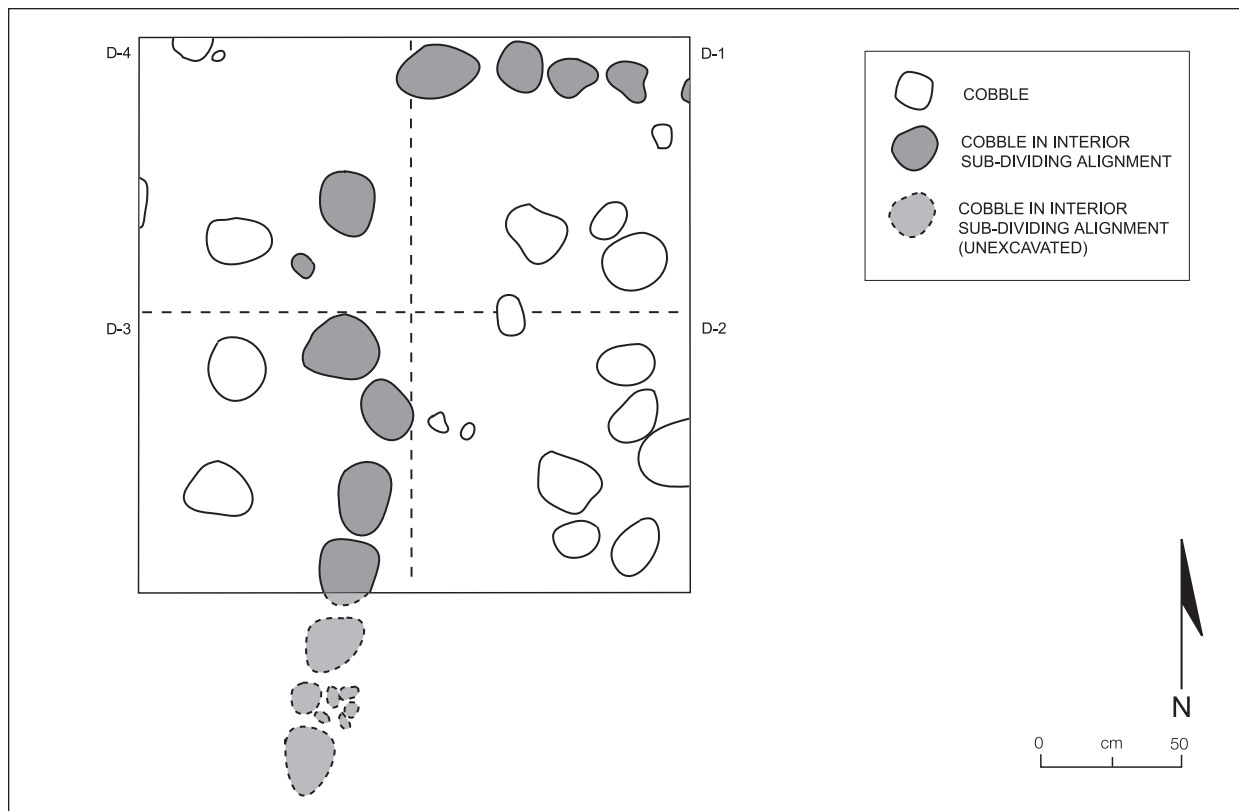 D-4
D-1
D-3
D-2
COBBLE
COBBLE IN INTERIOR
SUB-DIVIDING ALIGNMENT
COBBLE IN INTERIOR
SUB-DIVIDING ALIGNMENT
(UNEXCAVATED)
N
0 cm 50